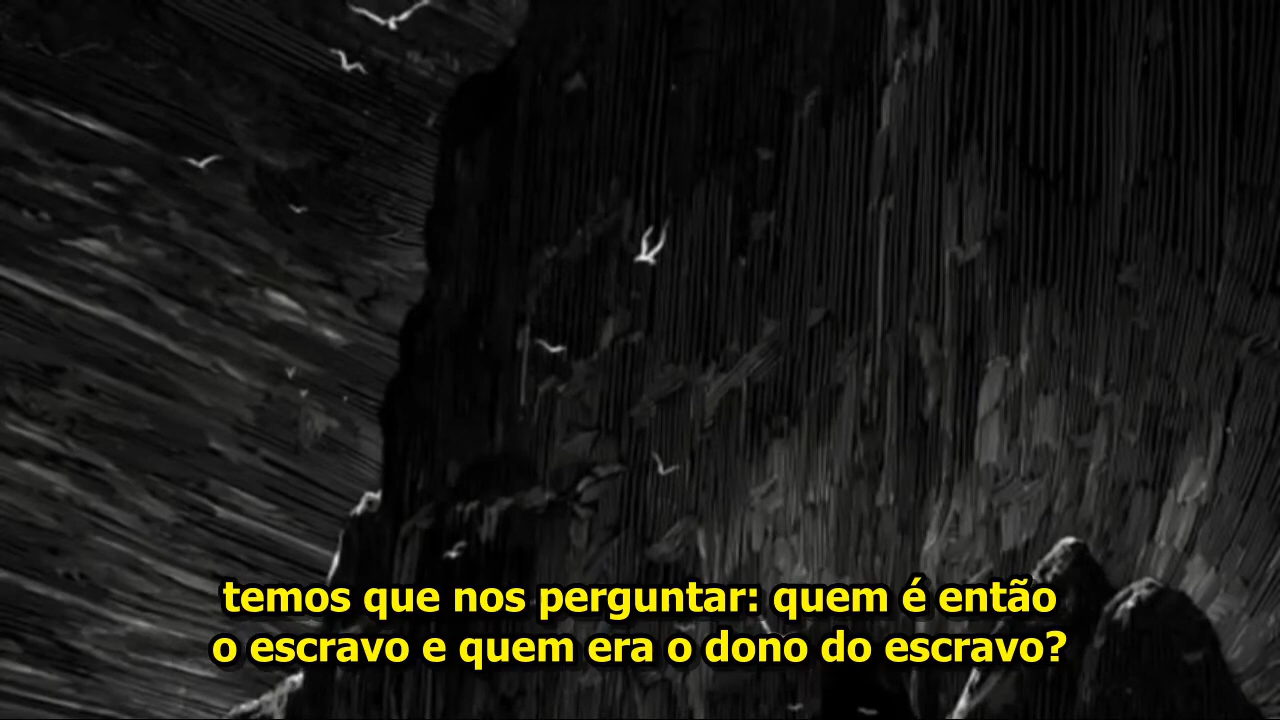 temos que nos perguntar: quem é então
o escravo e quem era o dono do escravo?